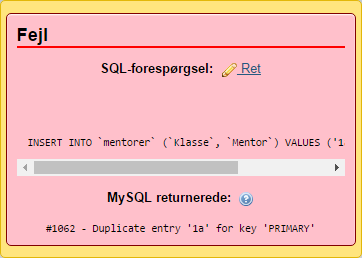 Fejl
SQL-forespørgsel: Ret
INSERT INTO `mentorer` (`Klasse`, `Mentor`) VALUES ('1a
MySQL returnerede:
#1062 - Duplicate entry '1a' for key 'PRIMARY'